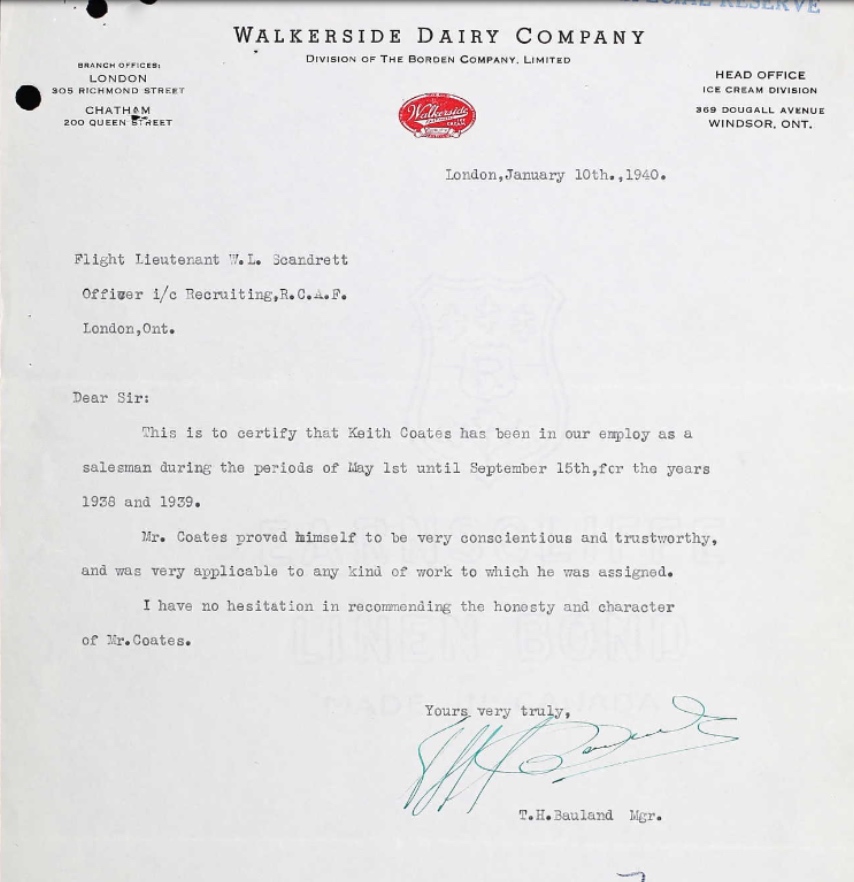 SPECIAL RESERVE
WALKERSIDE DAIRY COMPANY
DIVISION OF THE BORDEN COMPANY, LIMITED
BRANCH OFFICES:
LONDON
305 RICHMOND STREET
CHATHAM
200 QUEEN STREET
Walkerside
HEAD OFFICE
ICE CREAM DIVISION
369 DOUGALL AVENUE
WINDSOR, ONT.
London,January 10th.,1940.
Flight Lieutenant W.L. Scandrett
Officer i/c Recruiting,R.C.A.F.
London,Ont.
Dear Sir:
This is to certify that Keith Coates has been in our employ as a
salesman during the periods of May 1st until September 15th,for the years
1938 and 1939.
Mr. Coates proved himself to be very conscientious and trustworthy,
and was very applicable to any kind of work to which he was assigned.
I have no hesitation in recommending the honesty and character
of Mr.Coates.
Yours very truly,
T.H.Bauland Mgr.